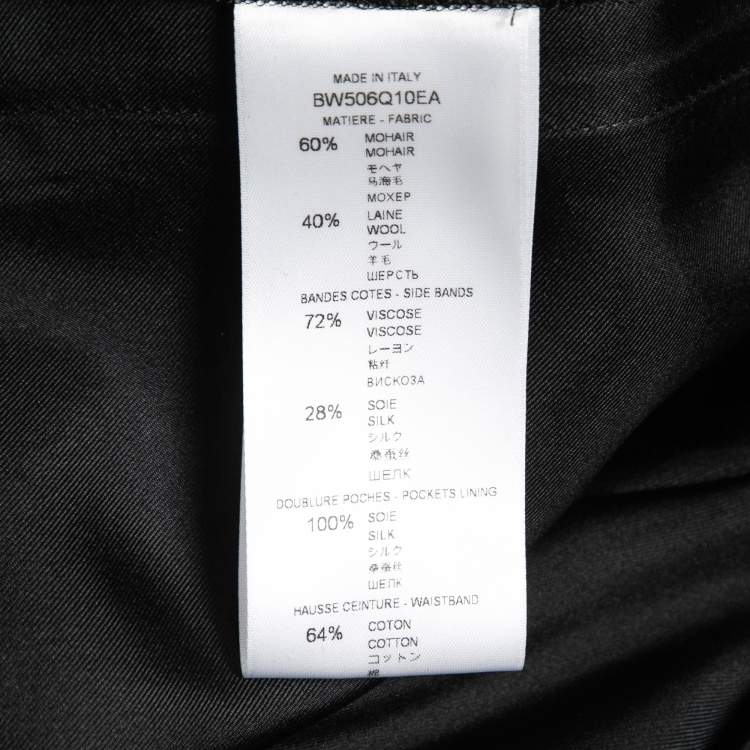 MADE IN ITALY
BW506Q10EA
MATIERE - FABRIC
60% MOHAIR
MOHAIR
モヘヤ
马海毛
МОХЕР
40% LAINE
WOOL
ウール
羊毛
ШЕРСТЬ
BANDES COTES - SIDE BANDS
72% VISCOSE
VISCOSE
レーヨン
粘纤
ВИСКОЗА
28% SOIE
SILK
シルク
桑蚕丝
ШЕЛК
DOUBLURE POCHES - POCKETS LINING
100% SOIE
SILK
シルク
桑蚕丝
ШЕЛК
HAUSSE CEINTURE - WAISTBAND
64% COTON
COTTON
コットン